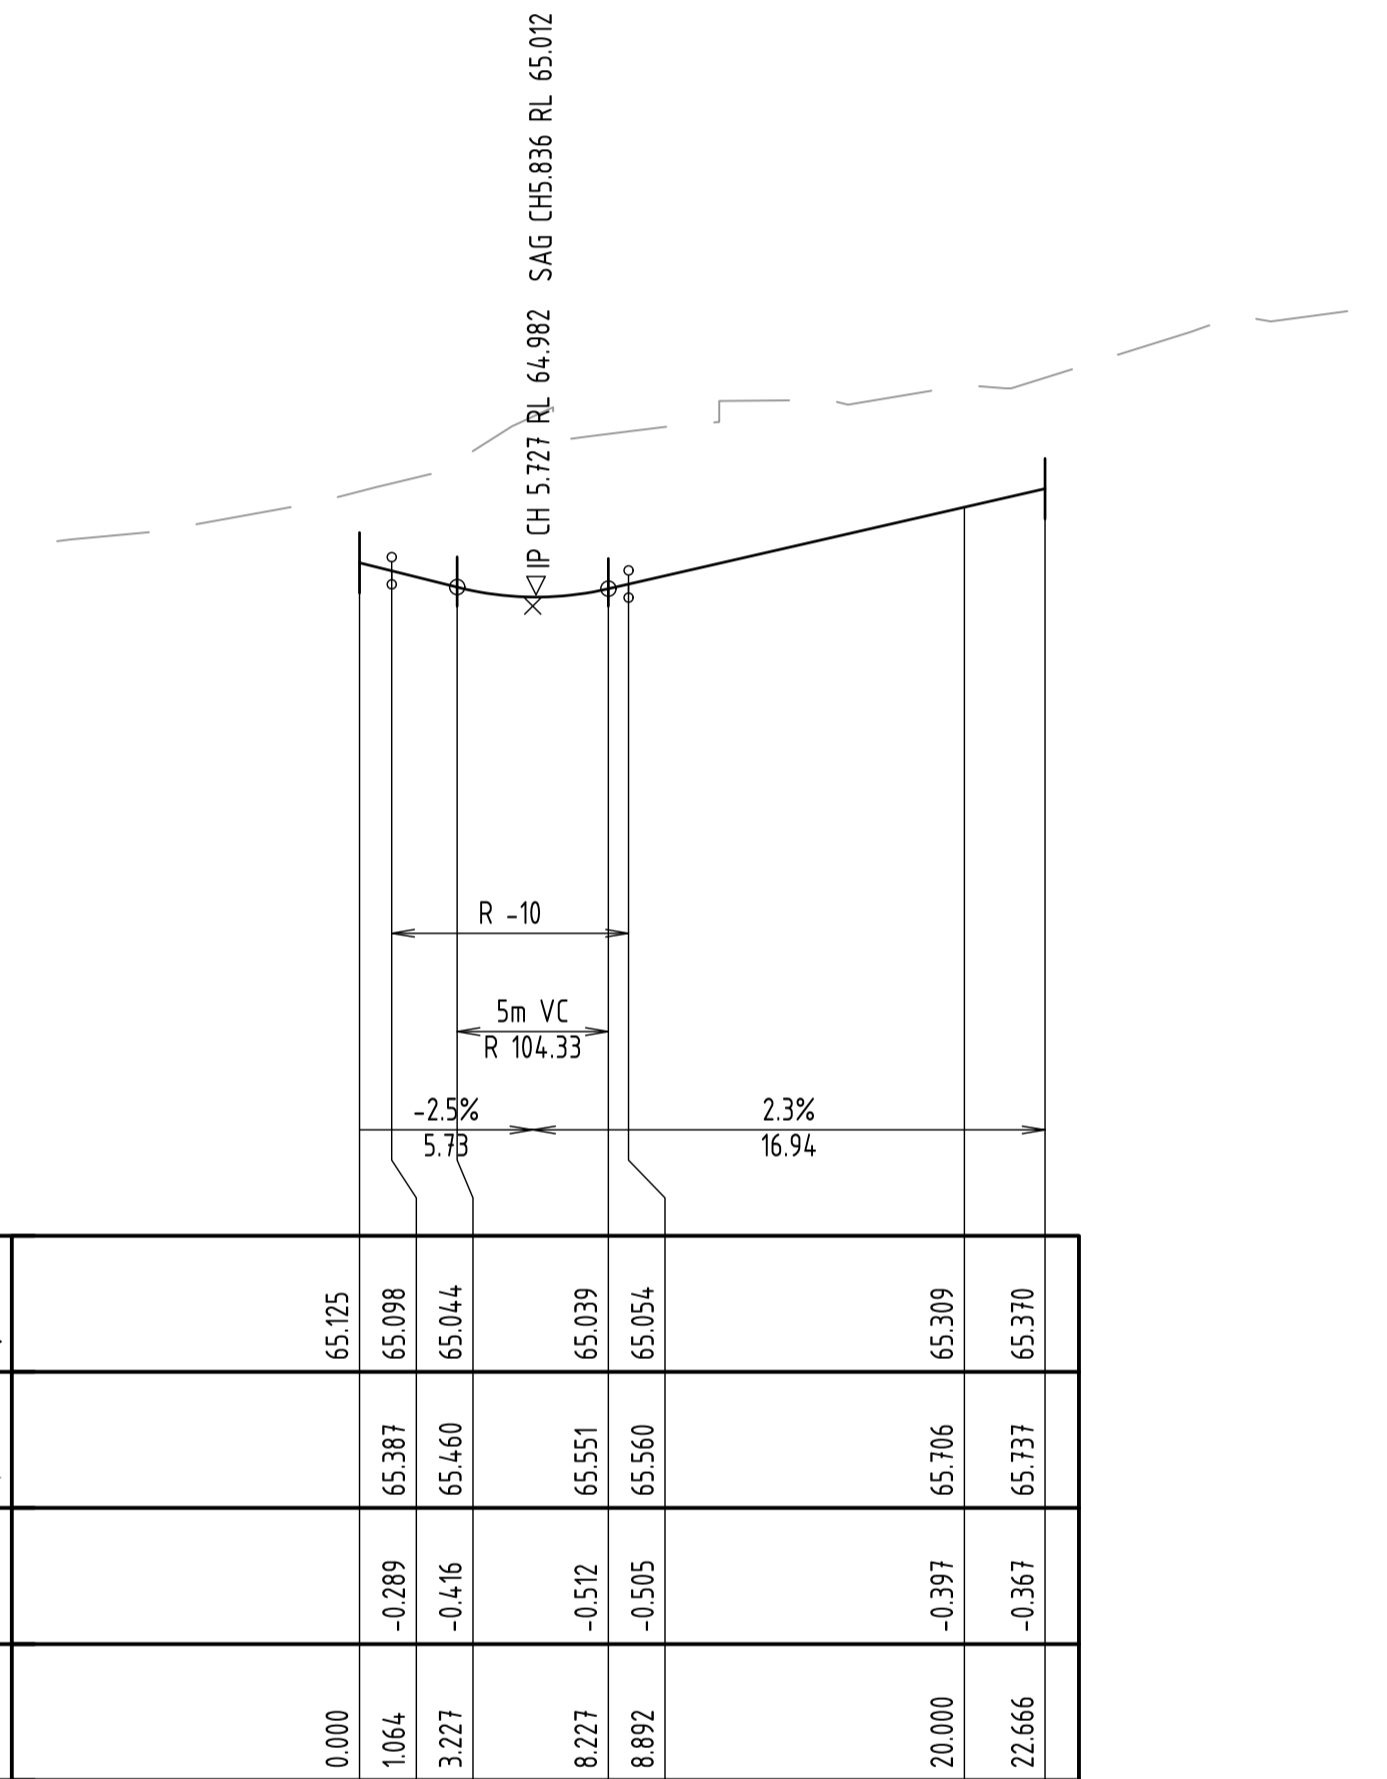 IP CH 5.727 RL 64.982 SAG CH5.836 RL 65.012
R -10
5m VC
R 104.33
-2.5%
5.73
2.3%
16.94
65.125 65.098 65.044 65.039 65.054 65.309 65.370
65.387 65.460 65.551 65.560 65.706 65.737
-0.289 -0.416 -0.512 -0.505 -0.397 -0.367
0.000 1.064 3.227 8.227 8.892 20.000 22.666